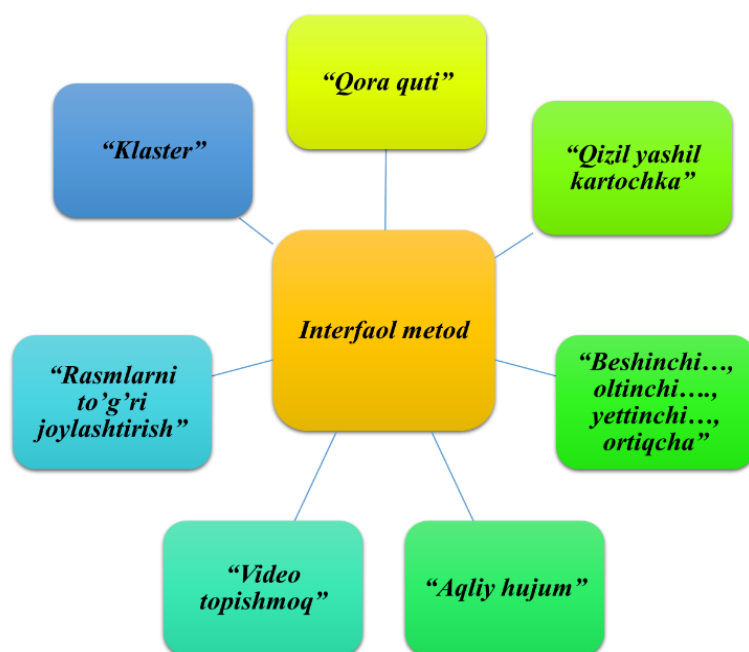 “Qora quti”
“Klaster”
“Qizil yashil
kartochka”
Interfaol metod
“Rasmlarni
to’g’ri
joylashtirish”
“Beshinchi…,
oltinchi….,
yettinchi…,
ortiqcha”
“Video
topishmoq”
“Aqliy hujum”